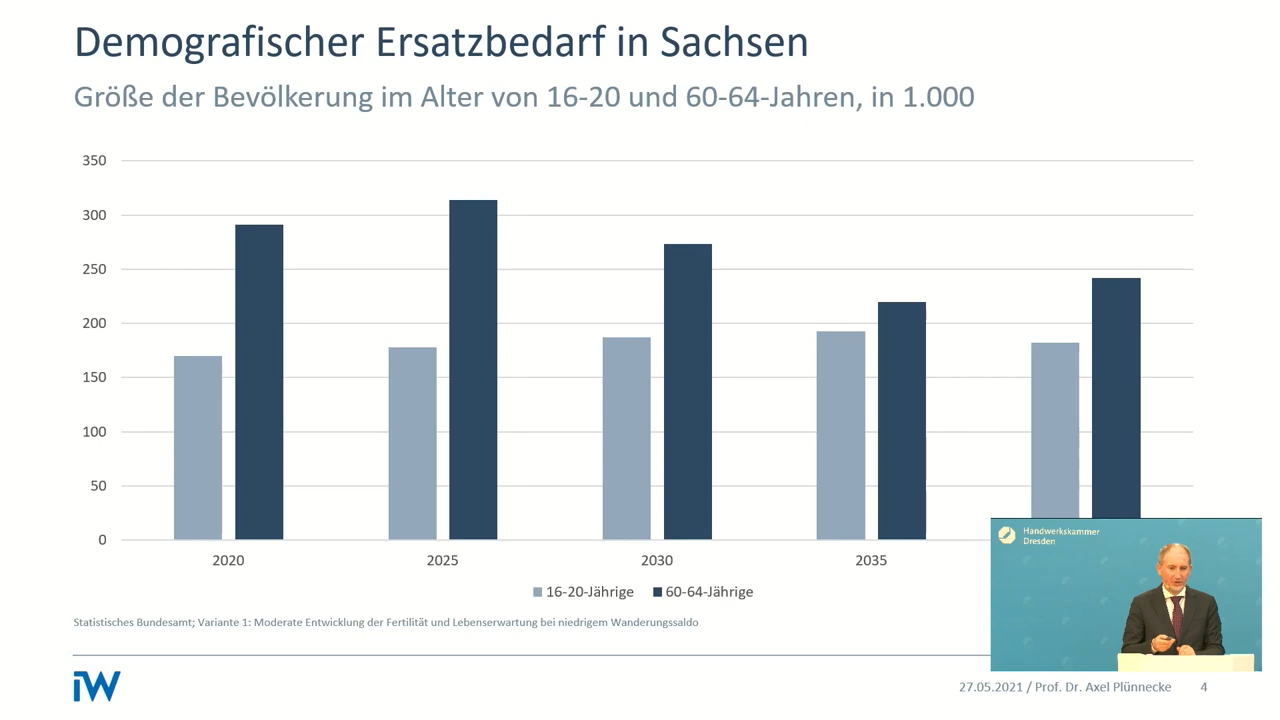 Demografischer Ersatzbedarf in Sachsen
Größe der Bevölkerung im Alter von 16-20 und 60-64-Jahren, in 1.000
350
300
250
200
150
100
50
0
2020
2025
2030
2035
16-20-Jährige
60-64-Jährige
Statistisches Bundesamt; Variante 1: Moderate Entwicklung der Fertilität und Lebenserwartung bei niedrigem Wanderungssaldo
Handwerkskammer
Dresden
iW
27.05.2021 / Prof. Dr. Axel Plünnecke
4